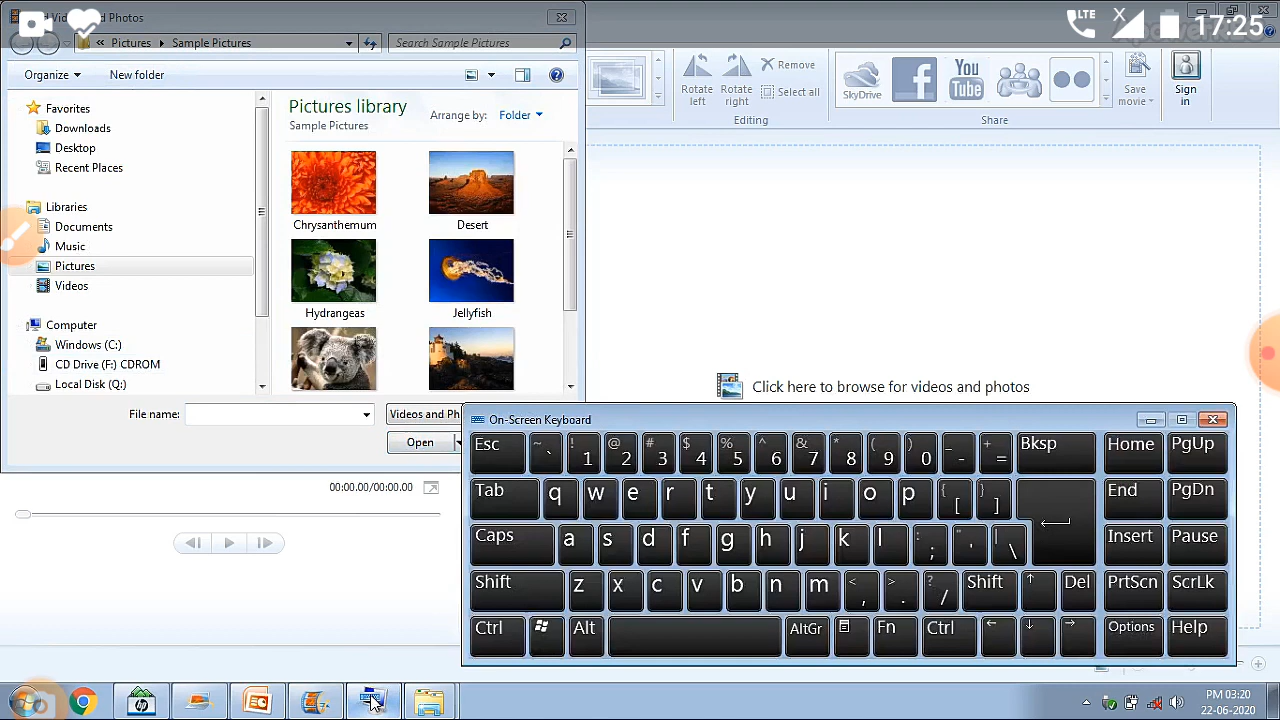 Videos and Photos
LTE
X
17:25
«
Pictures
Sample Pictures
Search Sample Pictures
Organize
New folder
Favorites
Downloads
Desktop
Recent Places
Libraries
Documents
Music
Pictures
Videos
Computer
Windows (C:)
CD Drive (F:) CDROM
Local Disk (Q:)
Pictures library
Sample Pictures
Arrange by:
Folder
Chrysanthemum
Desert
Hydrangeas
Jellyfish
File name:
Videos and Ph
Open
Rotate left
Rotate right
Remove
Select all
Editing
SkyDrive
f
You Tube
Share
Save movie
Sign in
Click here to browse for videos and photos
00:00.00/00:00.00
On-Screen Keyboard
Esc ~ ` ! 1 @ 2 # 3 $ 4 % 5 ^ 6 & 7 * 8 ( 9 ) 0 _ - + = Bksp Home PgUp
Tab q w e r t y u i o p { [ } ] End PgDn
Caps a s d f g h j k l : ; " ' | \ Insert Pause
Shift z x c v b n m < , > . ? / Shift ↑ Del PrtScn ScrLk
Ctrl Alt AltGr Fn Ctrl ← ↓ → Options Help
hp
PM 03:20
22-06-2020